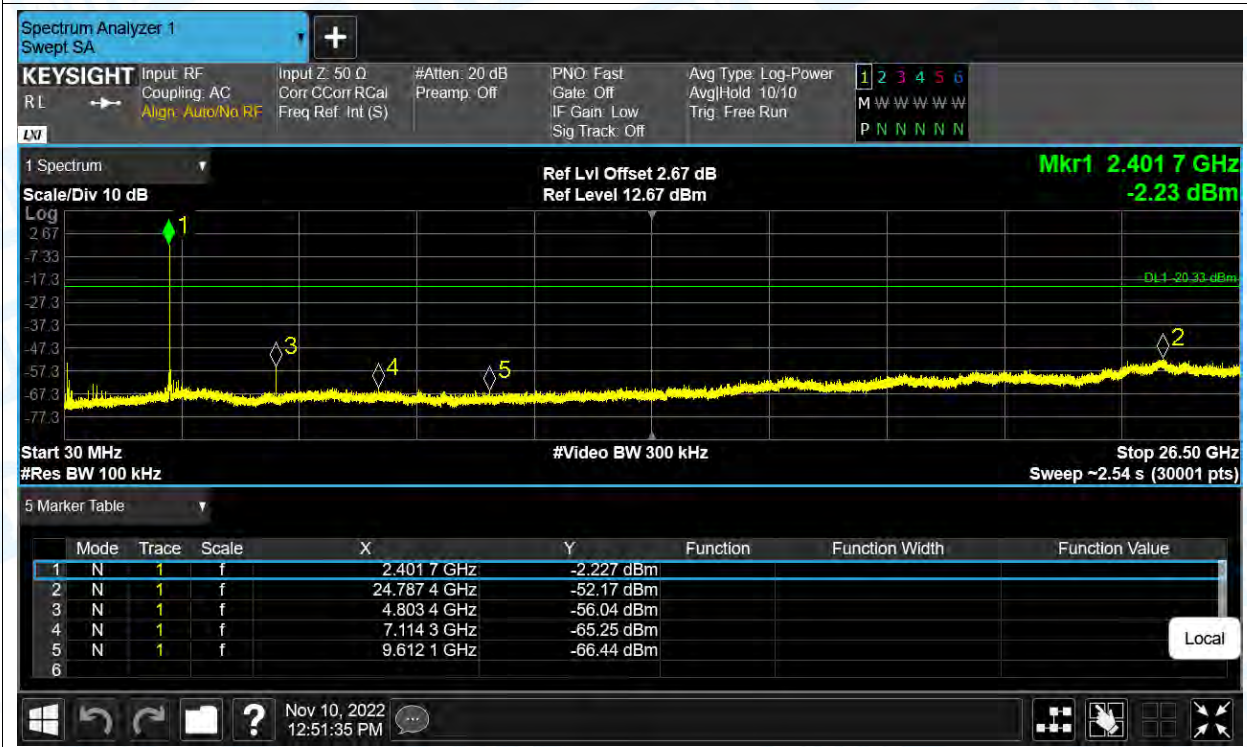 Spectrum Analyzer 1
Swept SA
+
KEYSIGHT Input: RF Input Z: 50 Ω #Atten: 20 dB PNO: Fast Avg Type: Log-Power 1 2 3 4 5 6
RL Coupling: AC Corr CCorr RCal Preamp: Off Gate: Off Avg|Hold: 10/10 M W W W W W
Align: Auto/No RF Freq Ref: Int (S) IF Gain: Low Trig: Free Run
LXI Sig Track: Off P N N N N N
1 Spectrum
Ref Lvl Offset 2.67 dB
Mkr1 2.401 7 GHz
Scale/Div 10 dB
Ref Level 12.67 dBm
-2.23 dBm
Log
2.67
1
-7.33
-17.3
DL1 -20.33 dBm
-27.3
-37.3
-47.3
3
2
-57.3
4
5
-67.3
-77.3
Start 30 MHz #Video BW 300 kHz Stop 26.50 GHz
#Res BW 100 kHz Sweep ~2.54 s (30001 pts)
5 Marker Table
Mode Trace Scale X Y Function Function Width Function Value
1 N 1 f 2.401 7 GHz -2.227 dBm
2 N 1 f 24.787 4 GHz -52.17 dBm
3 N 1 f 4.803 4 GHz -56.04 dBm
4 N 1 f 7.114 3 GHz -65.25 dBm
5 N 1 f 9.612 1 GHz -66.44 dBm
6
Local
?
Nov 10, 2022
12:51:35 PM